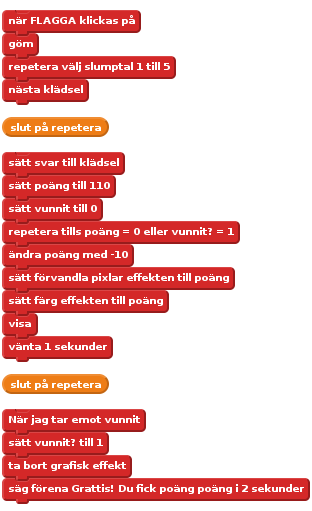 när FLAGGA klickas på
göm
repetera välj slumptal 1 till 5
nästa klädsel
slut på repetera
sätt svar till klädsel
sätt poäng till 110
sätt vunnit till 0
repetera tills poäng = 0 eller vunnit? = 1
ändra poäng med -10
sätt förvandla pixlar effekten till poäng
sätt färg effekten till poäng
visa
vänta 1 sekunder
slut på repetera
När jag tar emot vunnit
sätt vunnit? till 1
ta bort grafisk effekt
säg förena Grattis! Du fick poäng poäng i 2 sekunder